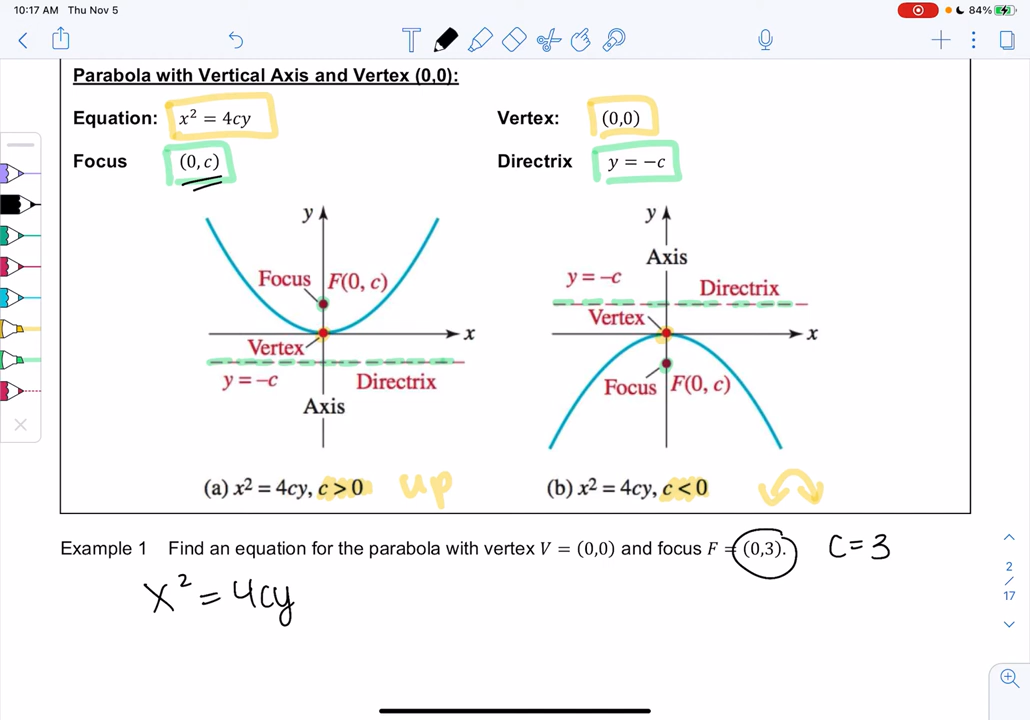 10:17 AM Thu Nov 5
84%
Parabola with Vertical Axis and Vertex (0,0):
Equation: x² = 4cy Vertex: (0,0)
Focus (0, c) Directrix y = −c
y
Focus F(0, c)
x
Vertex
y = −c Directrix
Axis
(a) x² = 4cy, c > 0 up
y
Axis
y = −c Directrix
Vertex
x
Focus F(0, c)
(b) x² = 4cy, c < 0
Example 1 Find an equation for the parabola with vertex V = (0,0) and focus F = (0,3). C = 3
x² = 4cy
2
/
17